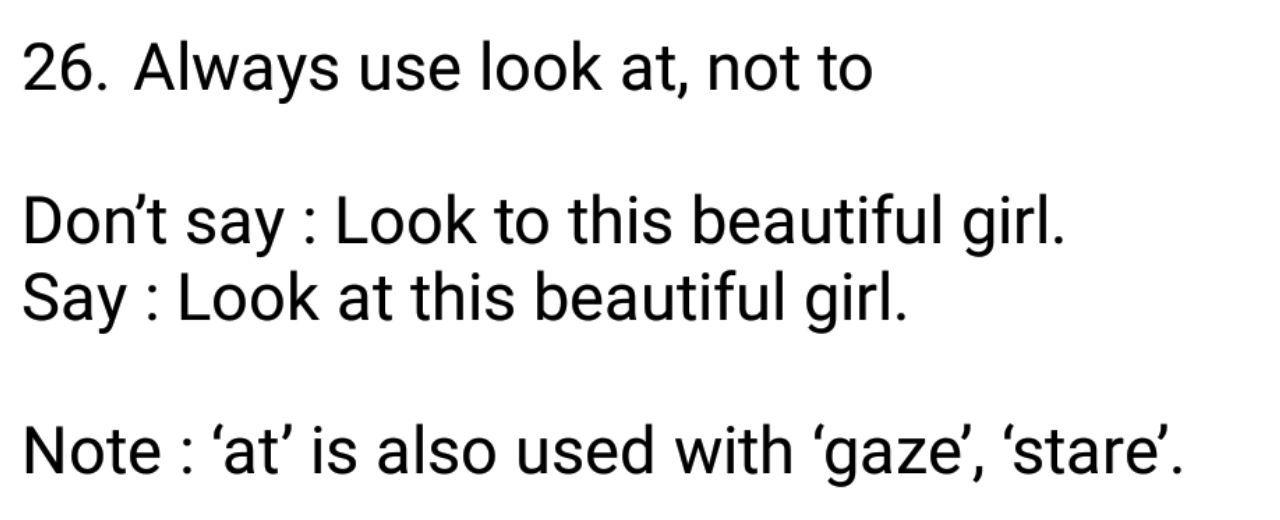 26. Always use look at, not to
Don’t say : Look to this beautiful girl.
Say : Look at this beautiful girl.
Note : ‘at’ is also used with ‘gaze’, ‘stare’.